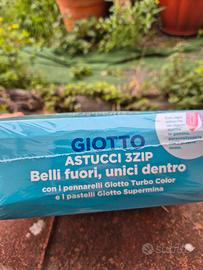 GIOTTO
ASTUCCI 3ZIP
Belli fuori, unici dentro
con i pennarelli Giotto Turbo Color
e i pastelli Giotto Supermina